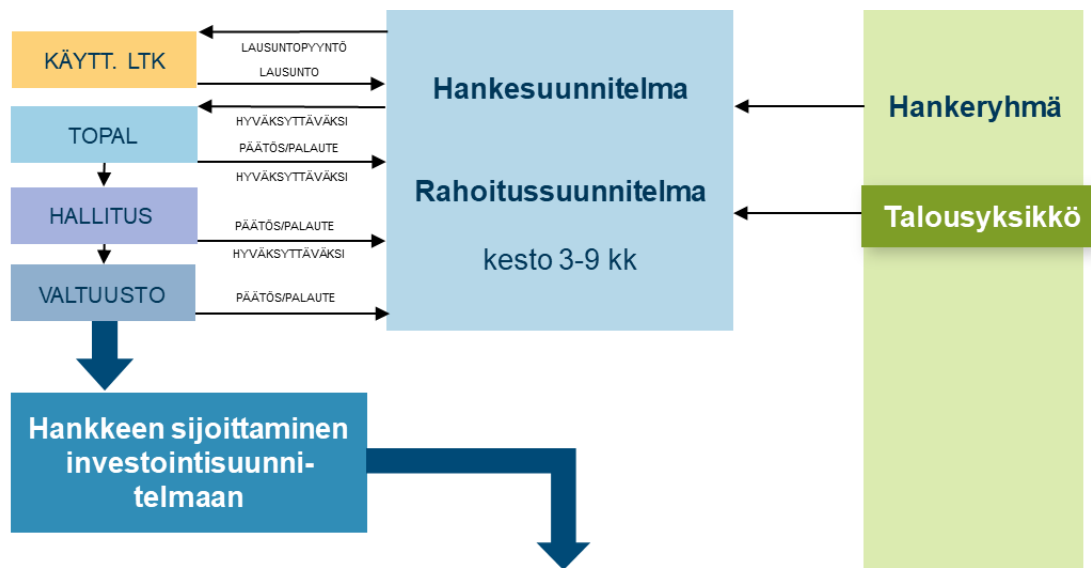 KÄYTT. LTK
LAUSUNTOPYYNTÖ
LAUSUNTO
TOPAL
HYVÄKSYTTÄVÄKSI
PÄÄTÖS/PALAUTE
HYVÄKSYTTÄVÄKSI
HALLITUS
PÄÄTÖS/PALAUTE
HYVÄKSYTTÄVÄKSI
VALTUUSTO
PÄÄTÖS/PALAUTE
Hankesuunnitelma
Rahoitussuunnitelma
kesto 3-9 kk
Hankeryhmä
Talousyksikkö
Hankkeen sijoittaminen
investointisuunni-
telmaan